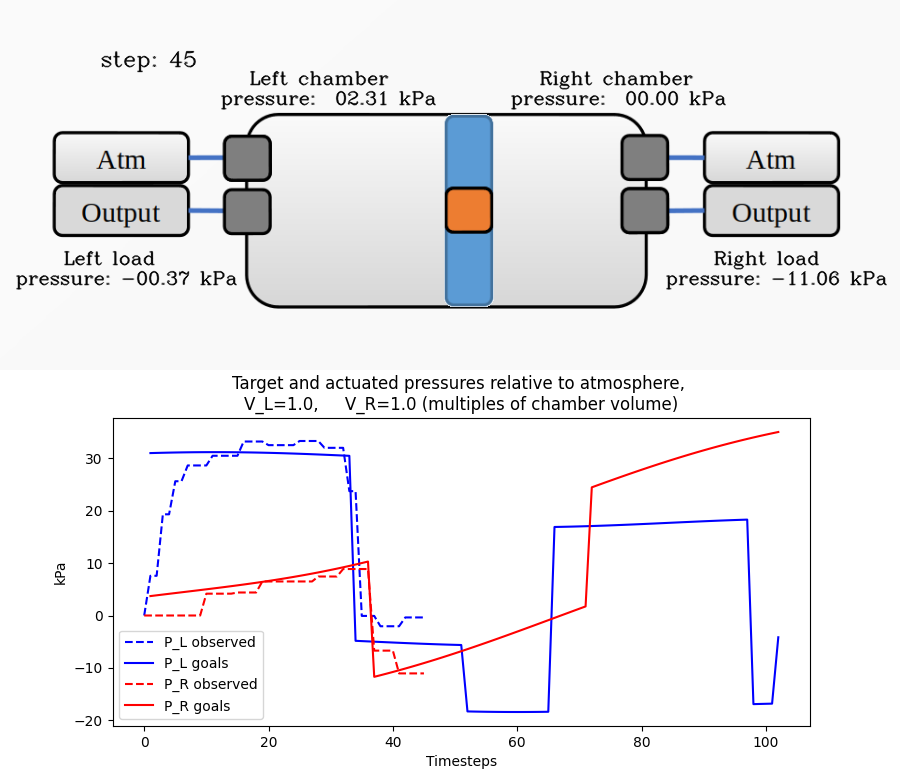 step: 45
Left chamber
pressure: 02.31 kPa
Right chamber
pressure: 00.00 kPa
Atm
Output
Atm
Output
Left load
pressure: −00.37 kPa
Right load
pressure: −11.06 kPa
Target and actuated pressures relative to atmosphere,
V_L=1.0, V_R=1.0 (multiples of chamber volume)
kPa
30
20
10
0
−10
−20
P_L observed
P_L goals
P_R observed
P_R goals
0 20 40 60 80 100
Timesteps